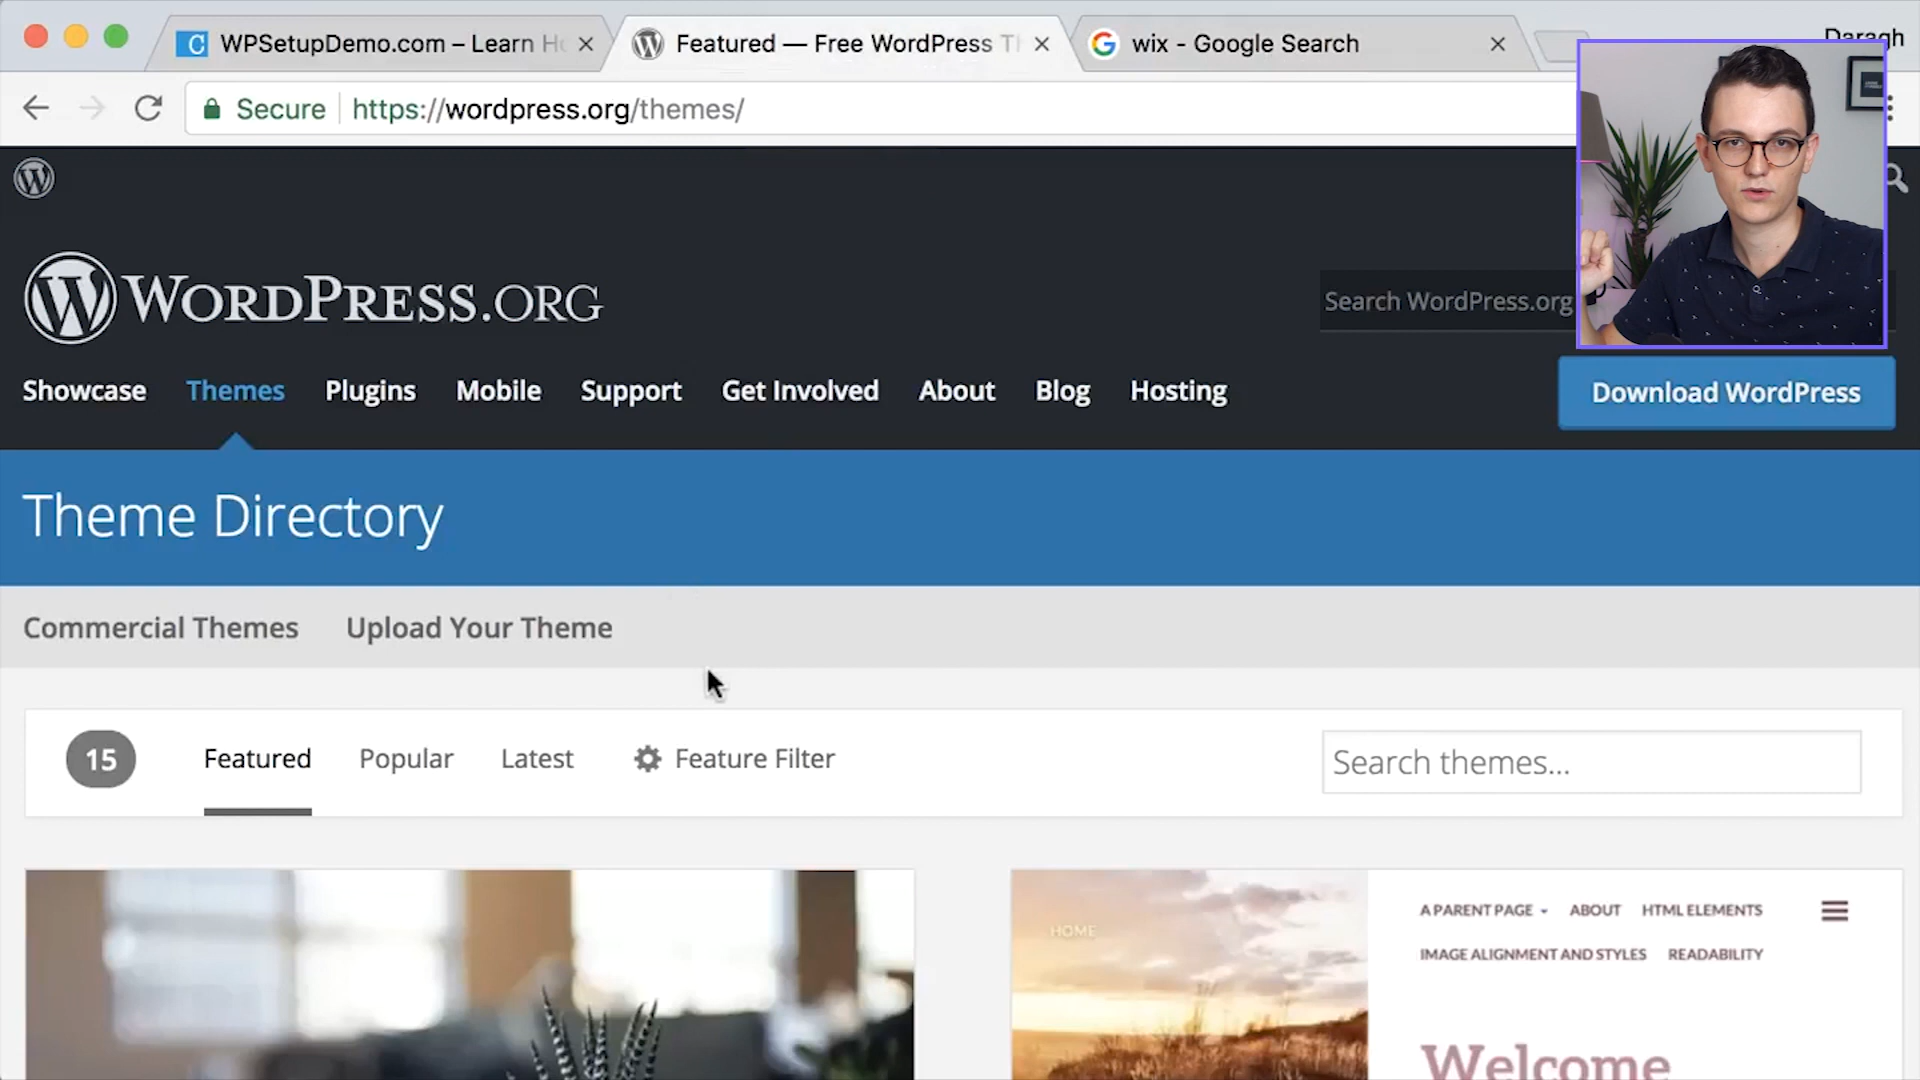 WPSetupDemo.com – Learn Ho
Featured — Free WordPress Th
wix - Google Search
Daragh
Secure
https://wordpress.org/themes/
WORDPRESS.ORG
Search WordPress.org
Showcase
Themes
Plugins
Mobile
Support
Get Involved
About
Blog
Hosting
Download WordPress
Theme Directory
Commercial Themes
Upload Your Theme
15
Featured
Popular
Latest
Feature Filter
Search themes...
HOME
A PARENT PAGE
ABOUT
HTML ELEMENTS
IMAGE ALIGNMENT AND STYLES
READABILITY
Welcome